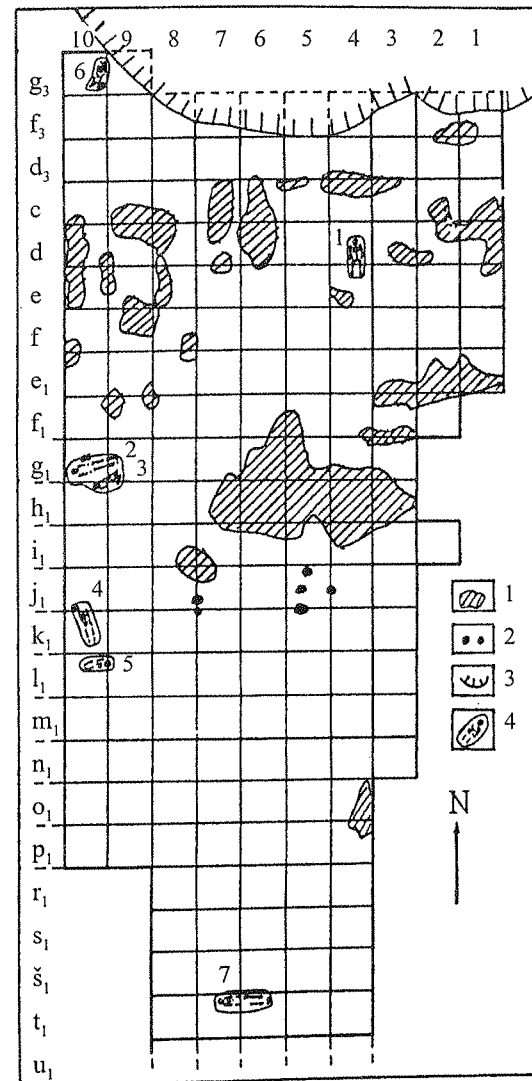 10 9 8 7 6 5 4 3 2 1
6
g₃
f₃
d₃
c
1
d
e
f
e₁
f₁
2
g₁
3
h₁
i₁
j₁
4
k₁
5
l₁
m₁
n₁
o₁
p₁
r₁
s₁
š₁
7
t₁
u₁
1
2
3
4
N